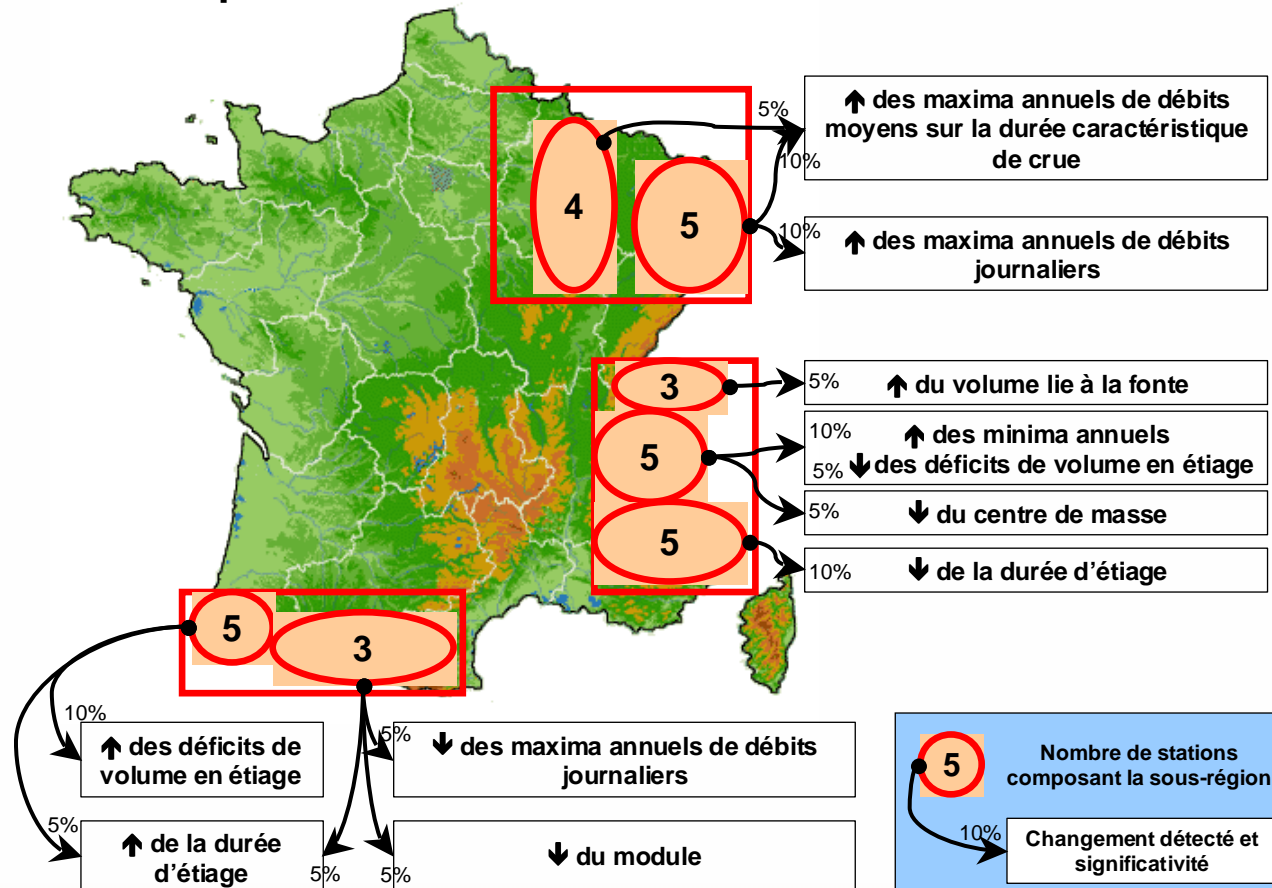 5%
↑ des maxima annuels de débits
moyens sur la durée caractéristique
de crue
10%
4
5
10%
↑ des maxima annuels de débits
journaliers
3
5%
↑ du volume lie à la fonte
5
10%
↑ des minima annuels
5% ↓ des déficits de volume en étiage
5%
↓ du centre de masse
5
10%
↓ de la durée d'étiage
5
3
10%
↑ des déficits de
volume en étiage
5%
↓ des maxima annuels de débits
journaliers
5%
↑ de la durée
d'étiage
5%
5%
↓ du module
5
Nombre de stations
composant la sous-région
10%
Changement détecté et
significativité